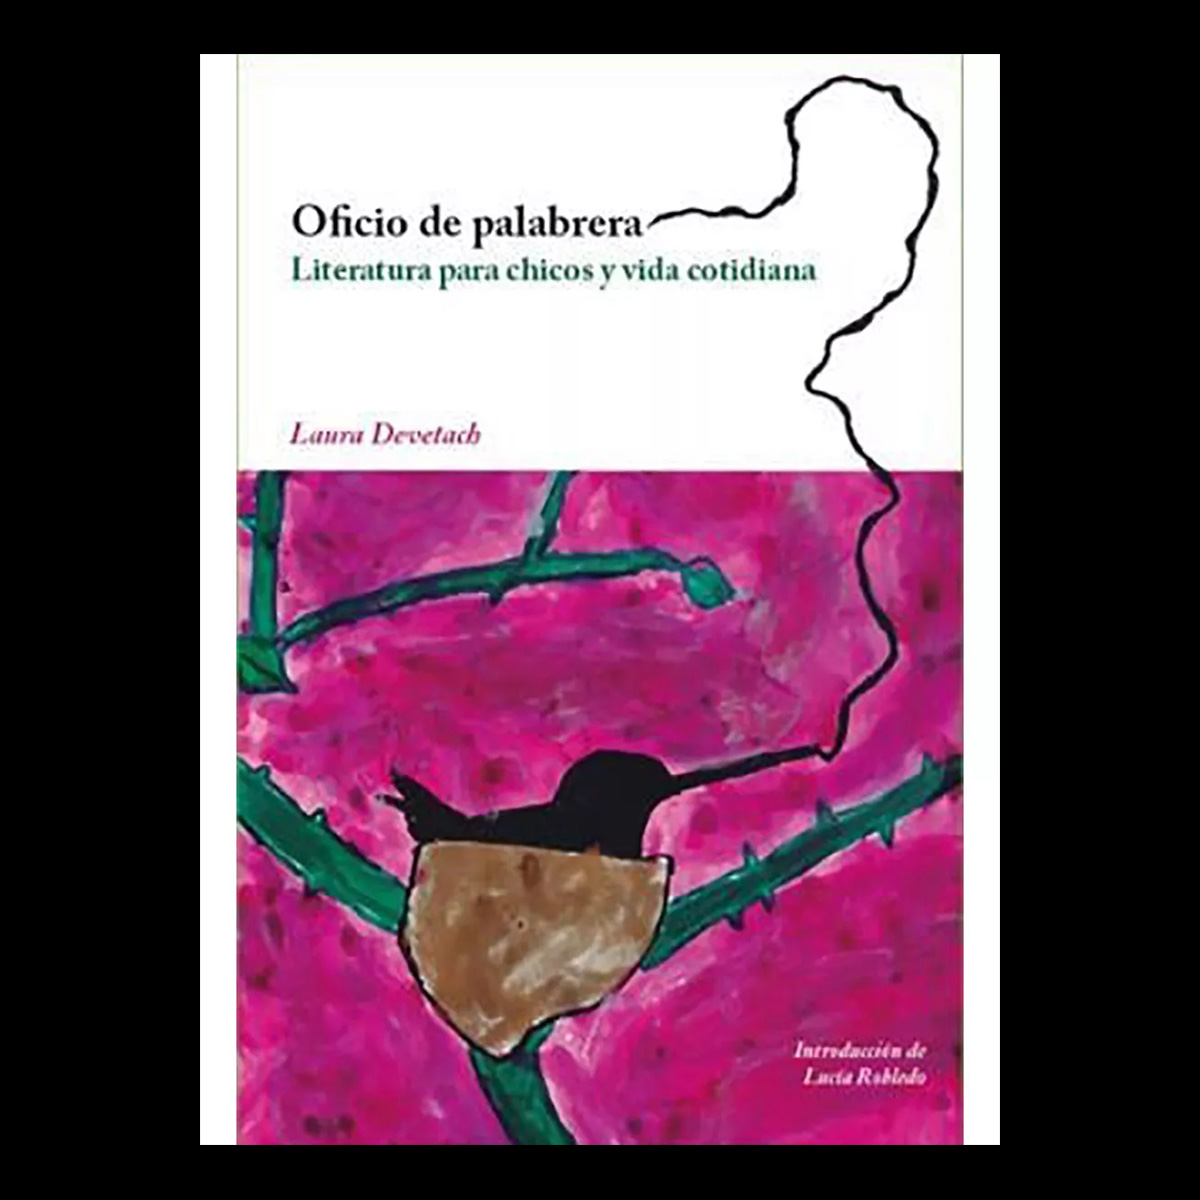 Oficio de palabrera
Literatura para chicos y vida cotidiana
Laura Devetach
Introducción de
Lucía Robledo